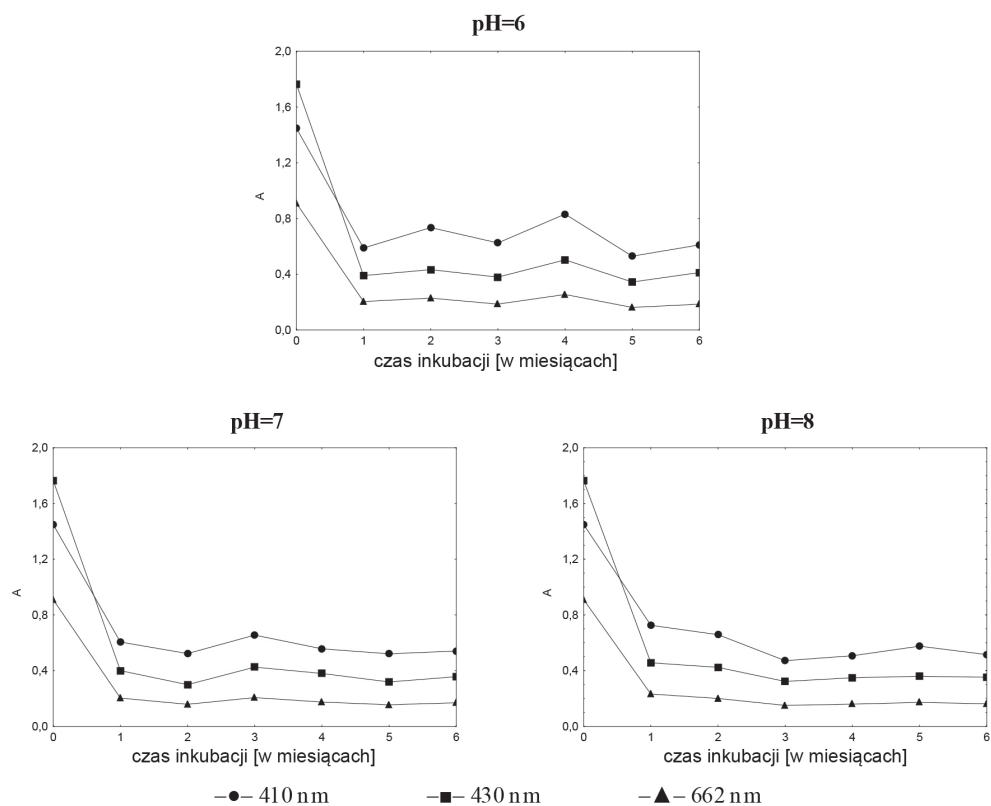 pH=6
2,0
1,6
1,2
A
0,8
0,4
0,0
0 1 2 3 4 5 6
czas inkubacji [w miesiącach]
pH=7
2,0
1,6
1,2
A
0,8
0,4
0,0
0 1 2 3 4 5 6
czas inkubacji [w miesiącach]
pH=8
2,0
1,6
1,2
A
0,8
0,4
0,0
0 1 2 3 4 5 6
czas inkubacji [w miesiącach]
410 nm 430 nm 662 nm